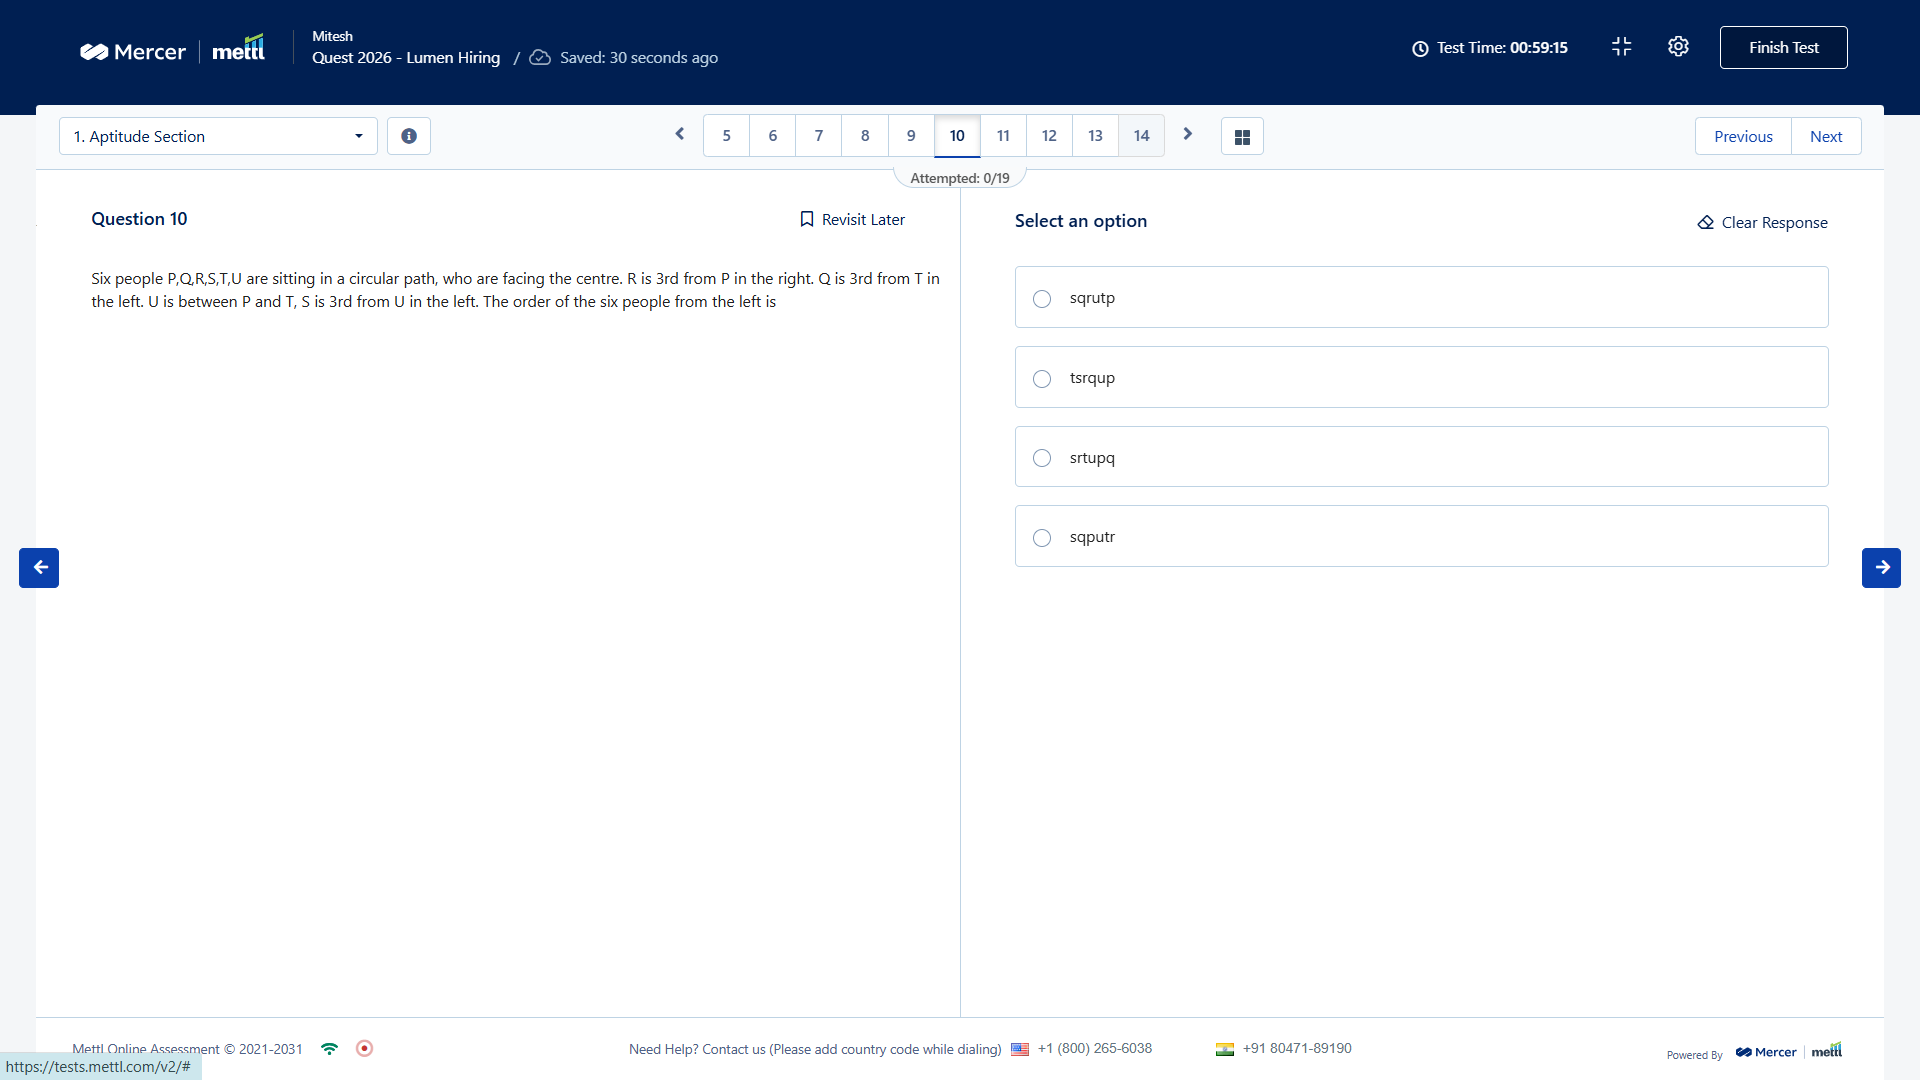 Mercer
mettl
Mitesh
Quest 2026 - Lumen Hiring / Saved: 30 seconds ago
Test Time: 00:59:15
Finish Test
1. Aptitude Section
5 6 7 8 9 10 11 12 13 14
Previous
Next
Attempted: 0/19
Question 10
Revisit Later
Six people P,Q,R,S,T,U are sitting in a circular path, who are facing the centre. R is 3rd from P in the right. Q is 3rd from T in
the left. U is between P and T, S is 3rd from U in the left. The order of the six people from the left is
Select an option
Clear Response
sqrutp
tsrqup
srtupq
sqputr
Mettl Online Assessment © 2021-2031
Need Help? Contact us (Please add country code while dialing) +1 (800) 265-6038 +91 80471-89190
Powered By Mercer mettl
https://tests.mettl.com/v2/#